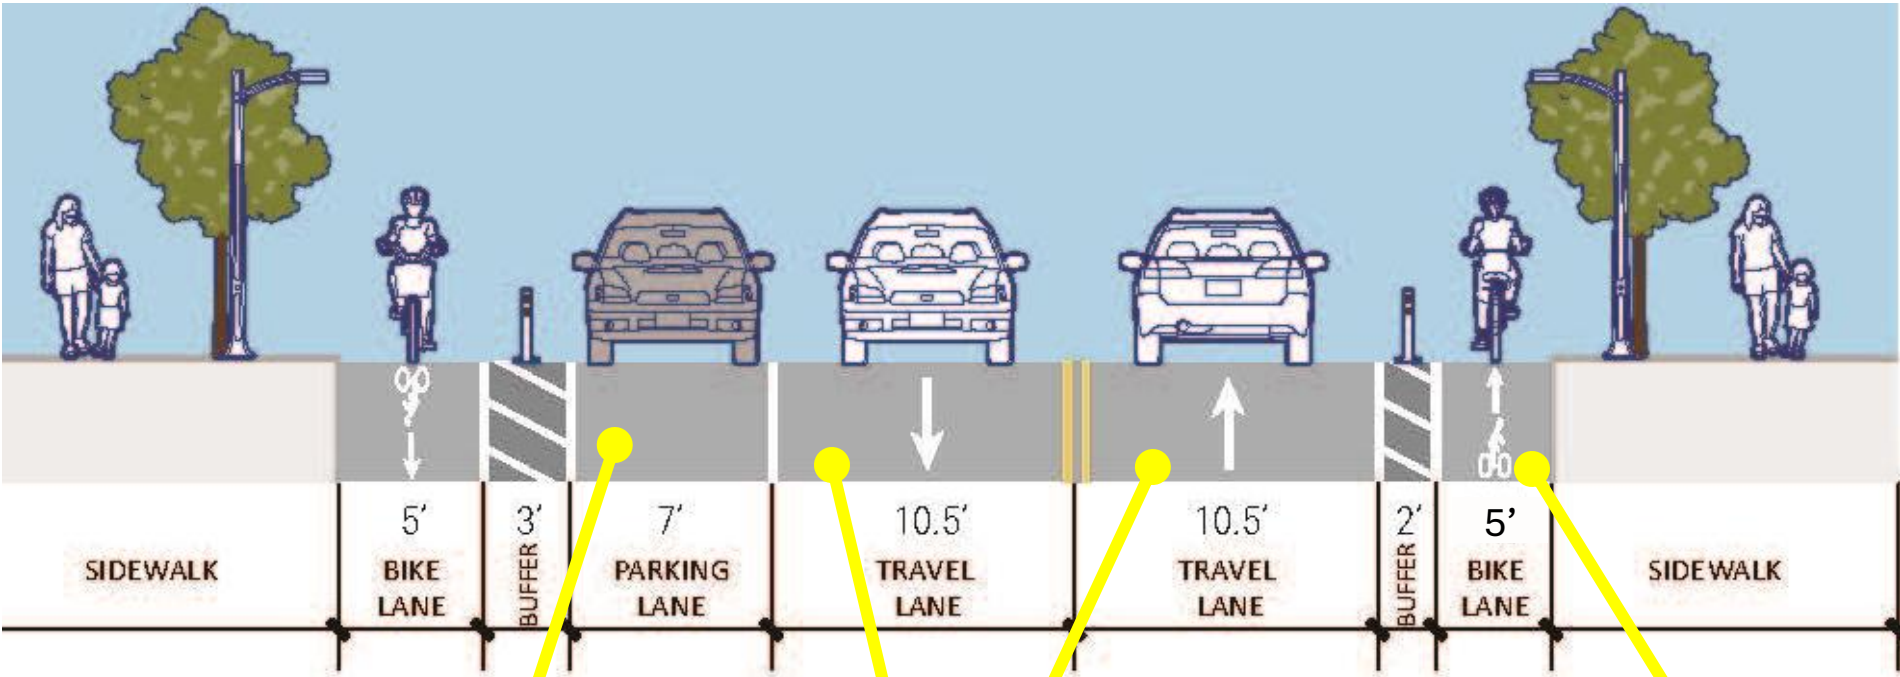 5' 3' 7' 10.5' 10.5' 2' 5'
SIDEWALK
BIKE LANE
BUFFER
PARKING LANE
TRAVEL LANE
TRAVEL LANE
BUFFER
BIKE LANE
SIDEWALK